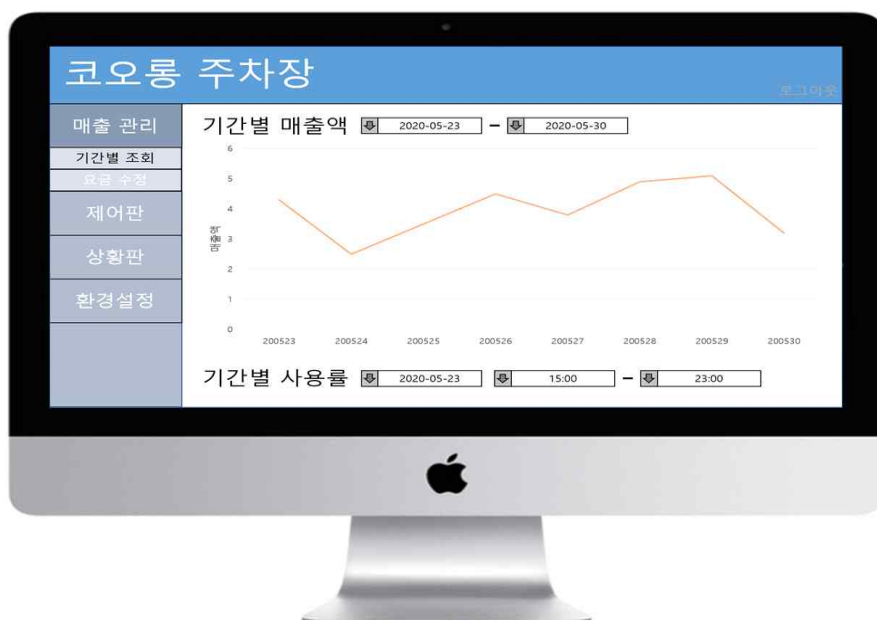 코오롱 주차장
로그아웃
매출 관리
기간별 조회
요금 수정
제어판
상황판
환경설정
기간별 매출액 2020-05-23 - 2020-05-30
매출액
6
5
4
3
2
1
0
200523 200524 200525 200526 200527 200528 200529 200530
기간별 사용률 2020-05-23 15:00 - 23:00